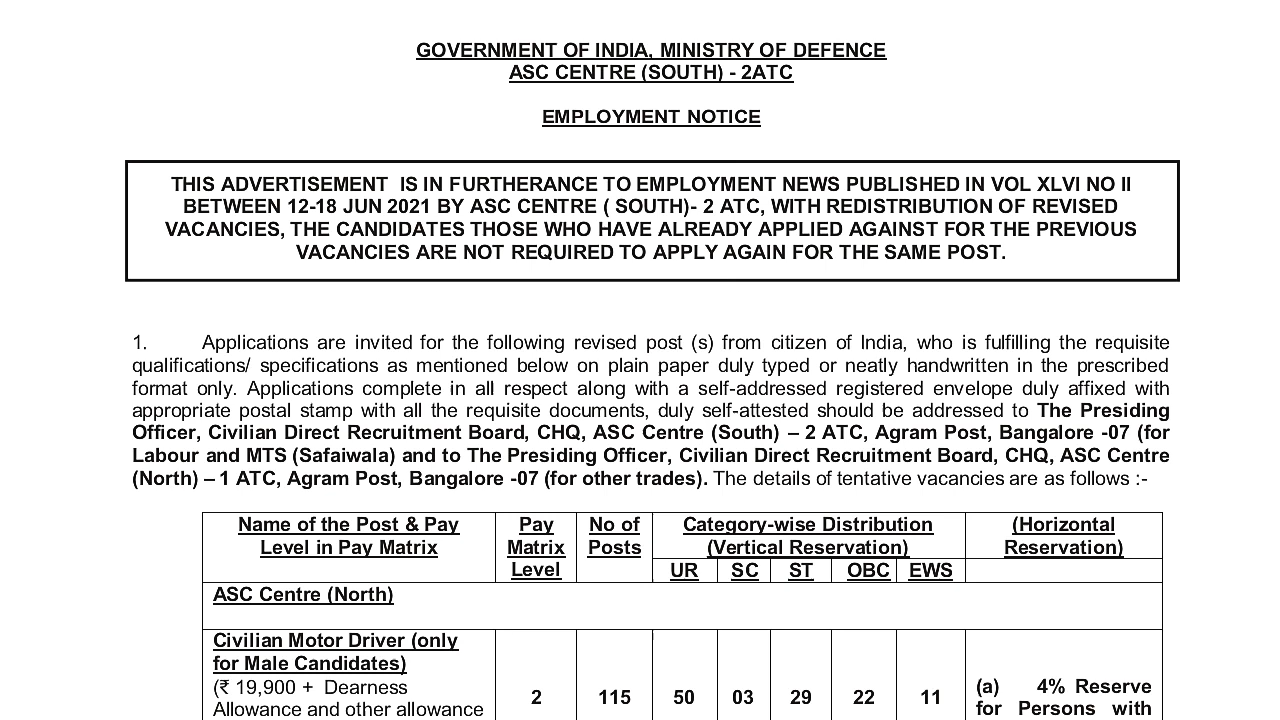 GOVERNMENT OF INDIA, MINISTRY OF DEFENCE
ASC CENTRE (SOUTH) - 2ATC
EMPLOYMENT NOTICE
THIS ADVERTISEMENT IS IN FURTHERANCE TO EMPLOYMENT NEWS PUBLISHED IN VOL XLVI NO II
BETWEEN 12-18 JUN 2021 BY ASC CENTRE ( SOUTH)- 2 ATC, WITH REDISTRIBUTION OF REVISED
VACANCIES, THE CANDIDATES THOSE WHO HAVE ALREADY APPLIED AGAINST FOR THE PREVIOUS
VACANCIES ARE NOT REQUIRED TO APPLY AGAIN FOR THE SAME POST.
1. Applications are invited for the following revised post (s) from citizen of India, who is fulfilling the requisite
qualifications/ specifications as mentioned below on plain paper duly typed or neatly handwritten in the prescribed
format only. Applications complete in all respect along with a self-addressed registered envelope duly affixed with
appropriate postal stamp with all the requisite documents, duly self-attested should be addressed to The Presiding
Officer, Civilian Direct Recruitment Board, CHQ, ASC Centre (South) – 2 ATC, Agram Post, Bangalore -07 (for
Labour and MTS (Safaiwala) and to The Presiding Officer, Civilian Direct Recruitment Board, CHQ, ASC Centre
(North) – 1 ATC, Agram Post, Bangalore -07 (for other trades). The details of tentative vacancies are as follows :-
Name of the Post & Pay Pay No of Category-wise Distribution (Horizontal
Level in Pay Matrix Matrix Posts (Vertical Reservation) Reservation)
Level UR SC ST OBC EWS
ASC Centre (North)
Civilian Motor Driver (only
for Male Candidates)
(₹ 19,900 + Dearness (a) 4% Reserve
2 115 50 03 29 22 11
Allowance and other allowance for Persons with